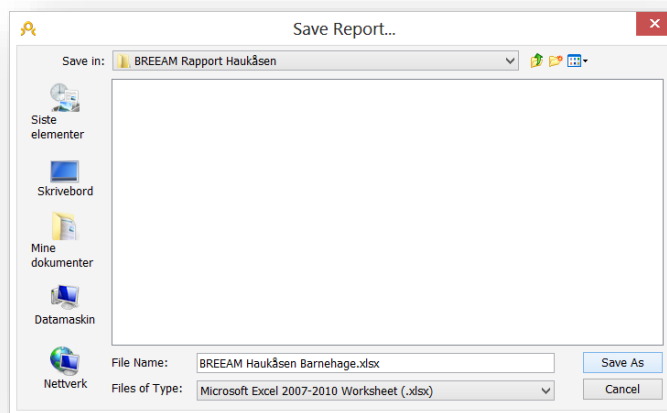 Save Report...
Save in:
BREEAM Rapport Haukåsen
Siste
elementer
Skrivebord
Mine
dokumenter
Datamaskin
Nettverk
File Name:
BREEAM Haukåsen Barnehage.xlsx
Save As
Files of Type:
Microsoft Excel 2007-2010 Worksheet (.xlsx)
Cancel